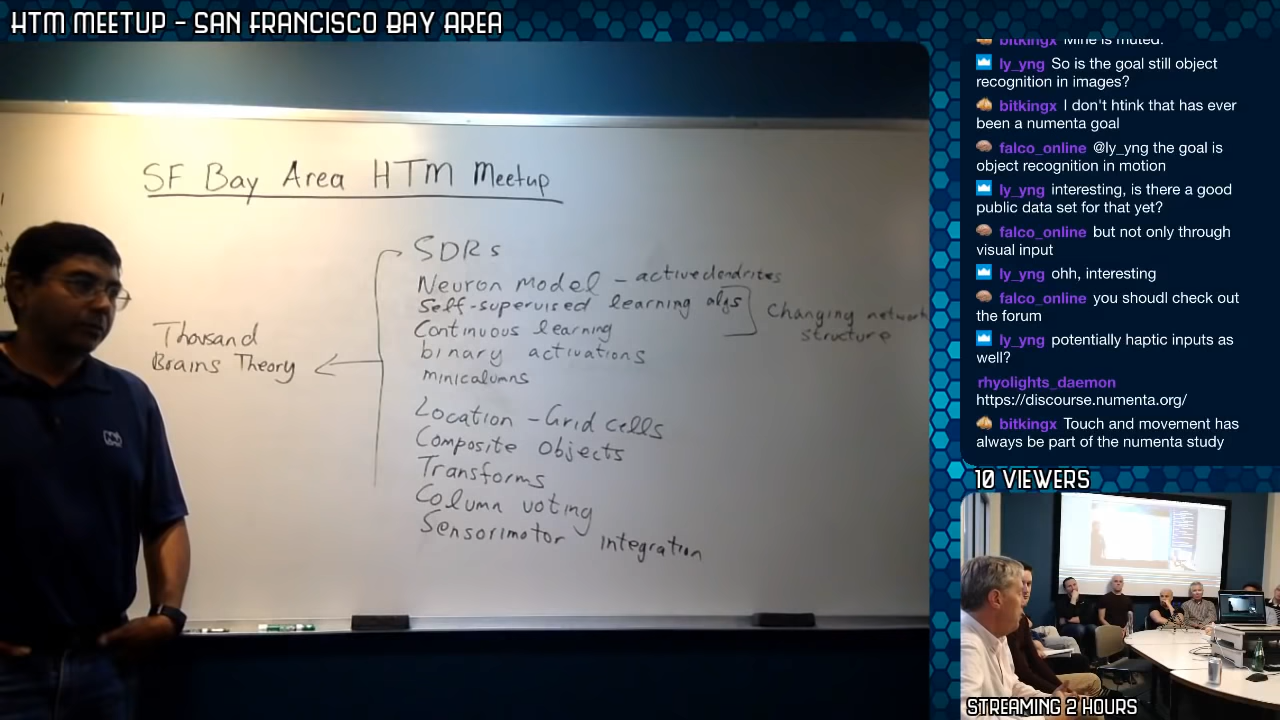 HTM MEETUP - SAN FRANCISCO BAY AREA
SF Bay Area HTM Meetup
SDRs
Neuron model - active dendrites
Self-supervised learning algs
Continuous learning
Changing network
structure
binary activations
minicalumns
Thousand
Brains Theory
Location - Grid cells
Composite Objects
Transforms
Column voting
Sensorimotor integration
bitkingx Mine is muted.
ly_yng So is the goal still object
recognition in images?
bitkingx I don't htink that has ever
been a numenta goal
falco_online @ly_yng the goal is
object recognition in motion
ly_yng interesting, is there a good
public data set for that yet?
falco_online but not only through
visual input
ly_yng ohh, interesting
falco_online you shoudl check out
the forum
ly_yng potentially haptic inputs as
well?
rhyolights_daemon
https://discourse.numenta.org/
bitkingx Touch and movement has
always be part of the numenta study
10 VIEWERS
STREAMING 2 HOURS